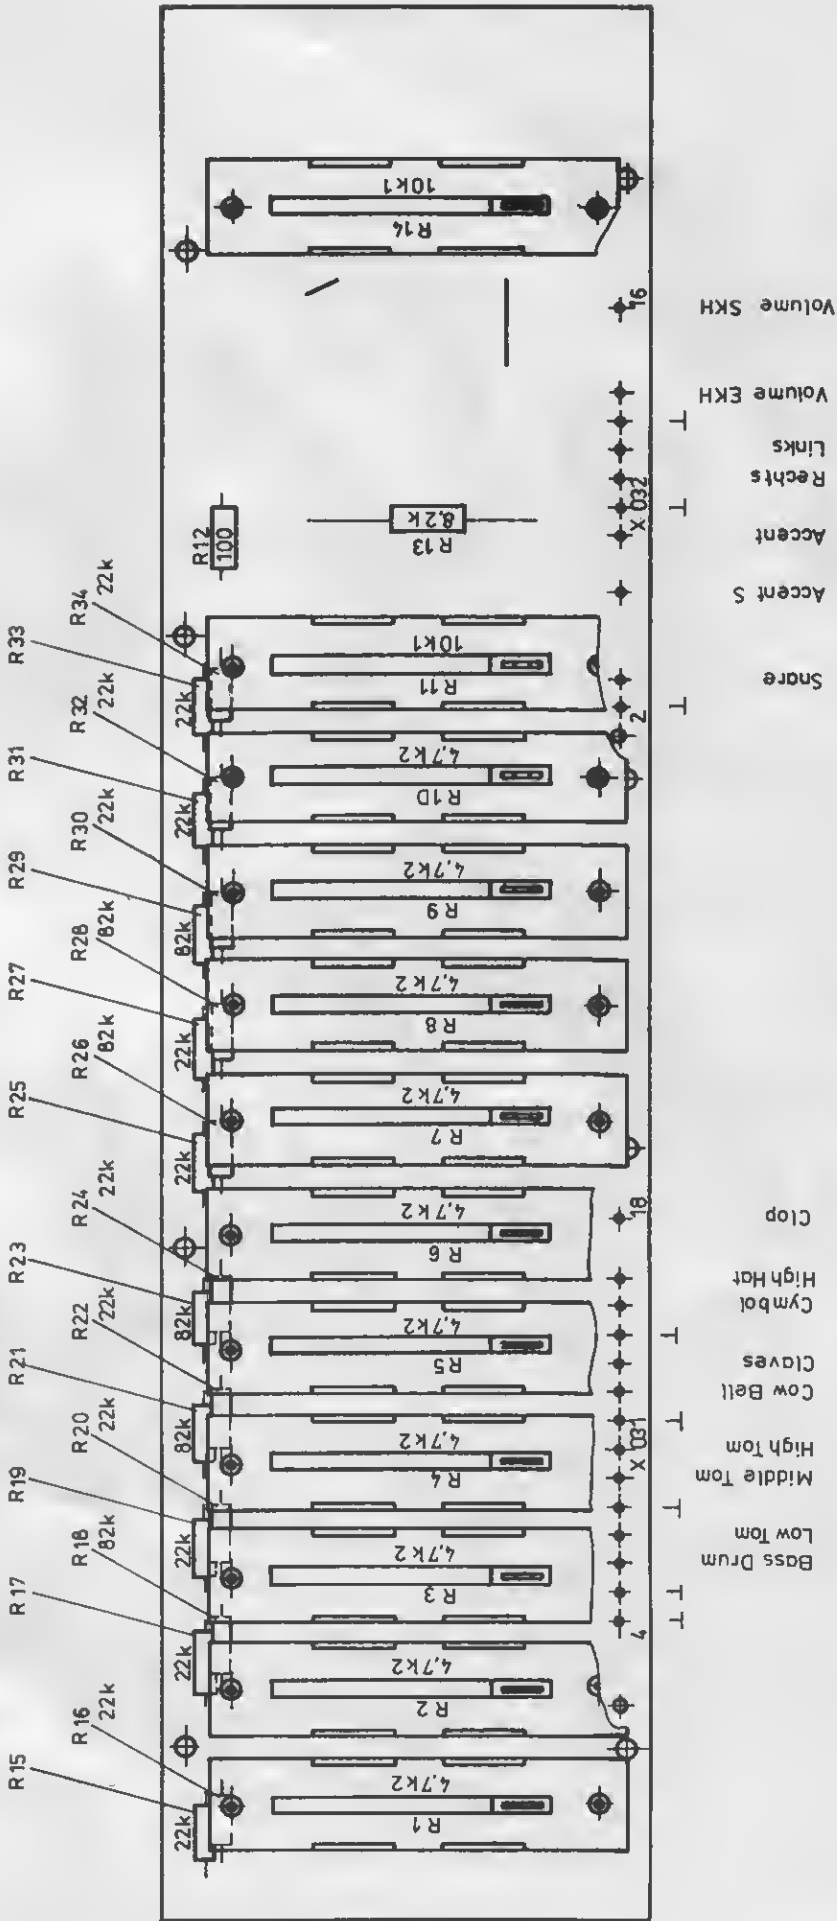 10k1
R14
16
Volume SKH
Volume EKH
⊥
Links
Rechts
X 032
⊥
Accent
Accent S
Snare
2
⊥
R12
100
8,2k
R13
R34
22k
R33
22k
10k1
R11
R32
22k
R31
22k
4,7k2
R10
R30
22k
R29
82k
4,7k2
R9
R28
82k
R27
22k
4,7k2
R8
R26
82k
R25
22k
4,7k2
R7
R24
22k
R23
82k
4,7k2
R6
18
Clap
High Hat
Cymbal
⊥
Claves
Cow Bell
⊥
X 031
High Tom
Middle Tom
⊥
Low Tom
Bass Drum
⊥
⊥
4
R22
22k
R21
82k
4,7k2
R5
R20
22k
R19
22k
4,7k2
R4
R18
82k
R17
22k
4,7k2
R3
R16
22k
R15
22k
4,7k2
R2
4,7k2
R1